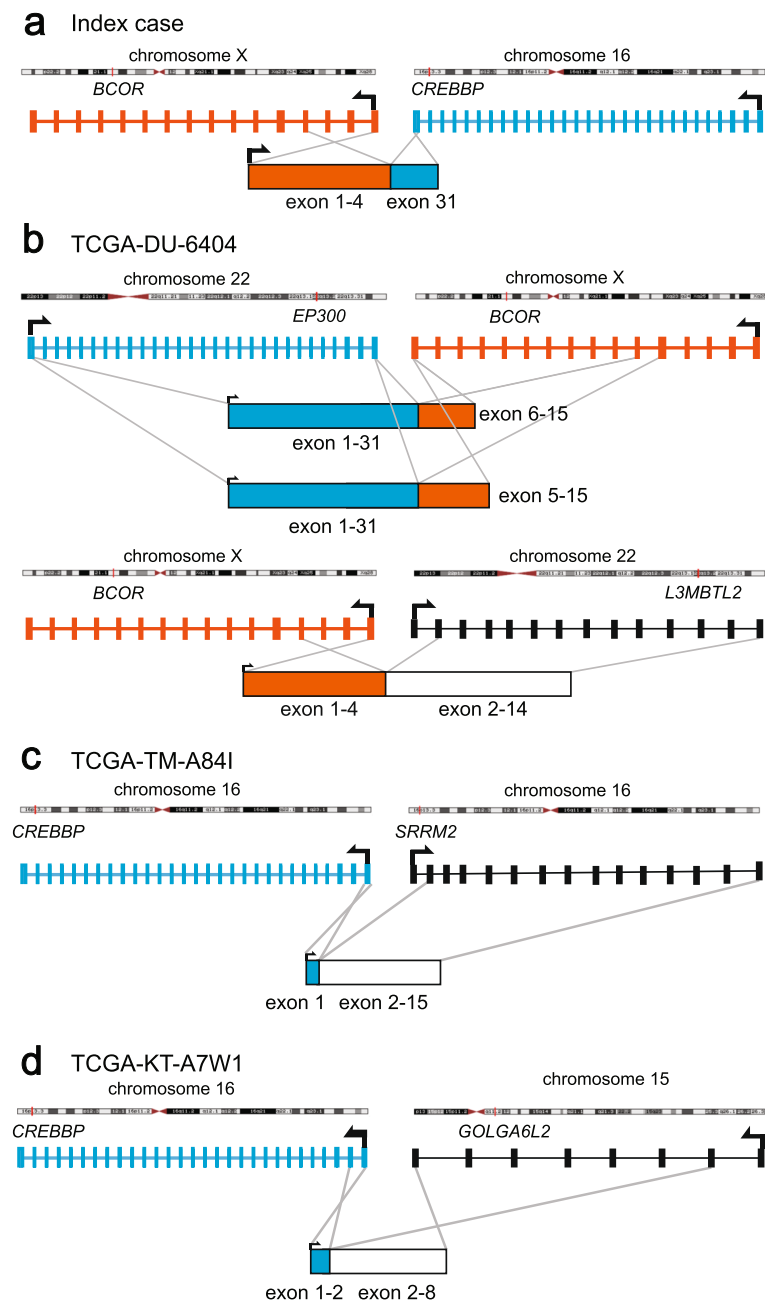 a Index case
chromosome X
chromosome 16
BCOR
CREBBP
exon 1-4
exon 31
b TCGA-DU-6404
chromosome 22
chromosome X
EP300
BCOR
exon 6-15
exon 1-31
exon 5-15
exon 1-31
chromosome X
chromosome 22
BCOR
L3MBTL2
exon 1-4
exon 2-14
c TCGA-TM-A84I
chromosome 16
chromosome 16
CREBBP
SRRM2
exon 1
exon 2-15
d TCGA-KT-A7W1
chromosome 16
chromosome 15
CREBBP
GOLGA6L2
exon 1-2
exon 2-8